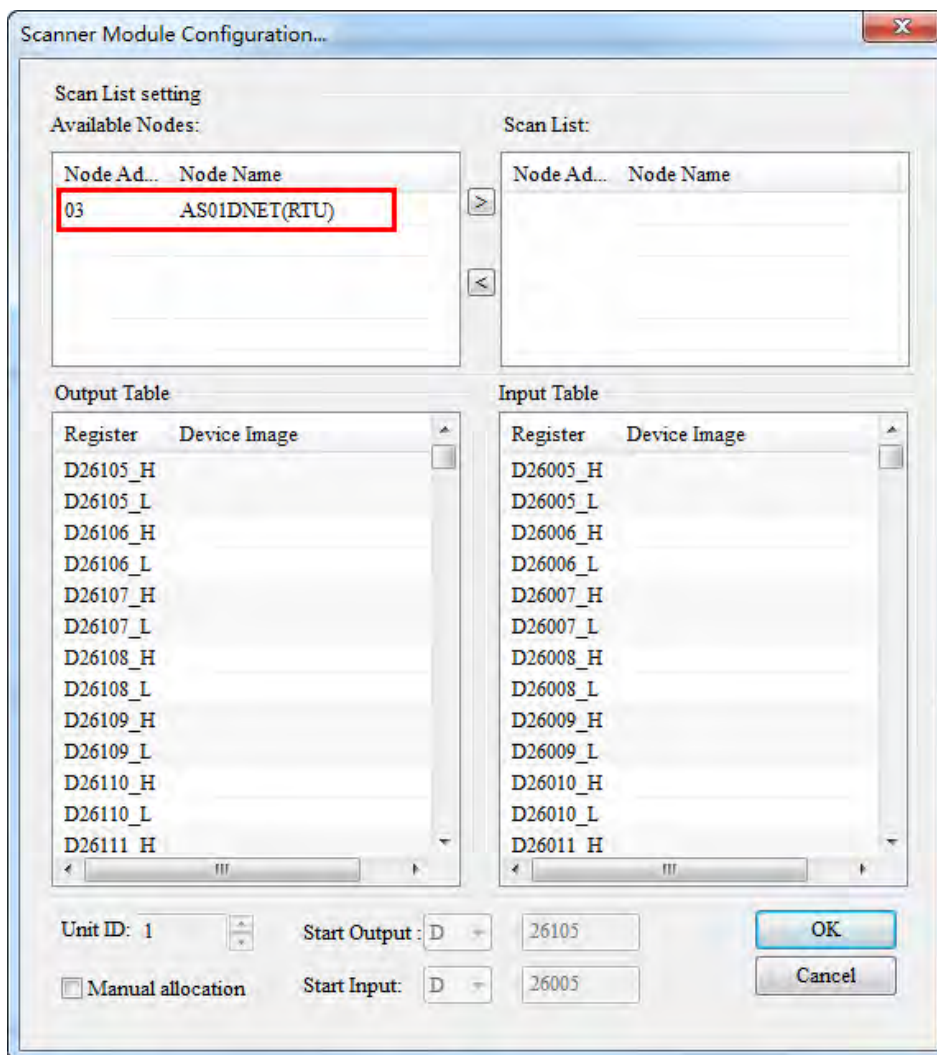 Scanner Module Configuration...
Scan List setting
Available Nodes:
Node Ad... Node Name
03 AS01DNET(RTU)
>
<
Scan List:
Node Ad... Node Name
Output Table
Register Device Image
D26105_H
D26105_L
D26106_H
D26106_L
D26107_H
D26107_L
D26108_H
D26108_L
D26109_H
D26109_L
D26110_H
D26110_L
D26111_H
Input Table
Register Device Image
D26005_H
D26005_L
D26006_H
D26006_L
D26007_H
D26007_L
D26008_H
D26008_L
D26009_H
D26009_L
D26010_H
D26010_L
D26011_H
Unit ID: 1
Start Output : D 26105
OK
Manual allocation
Start Input: D 26005
Cancel